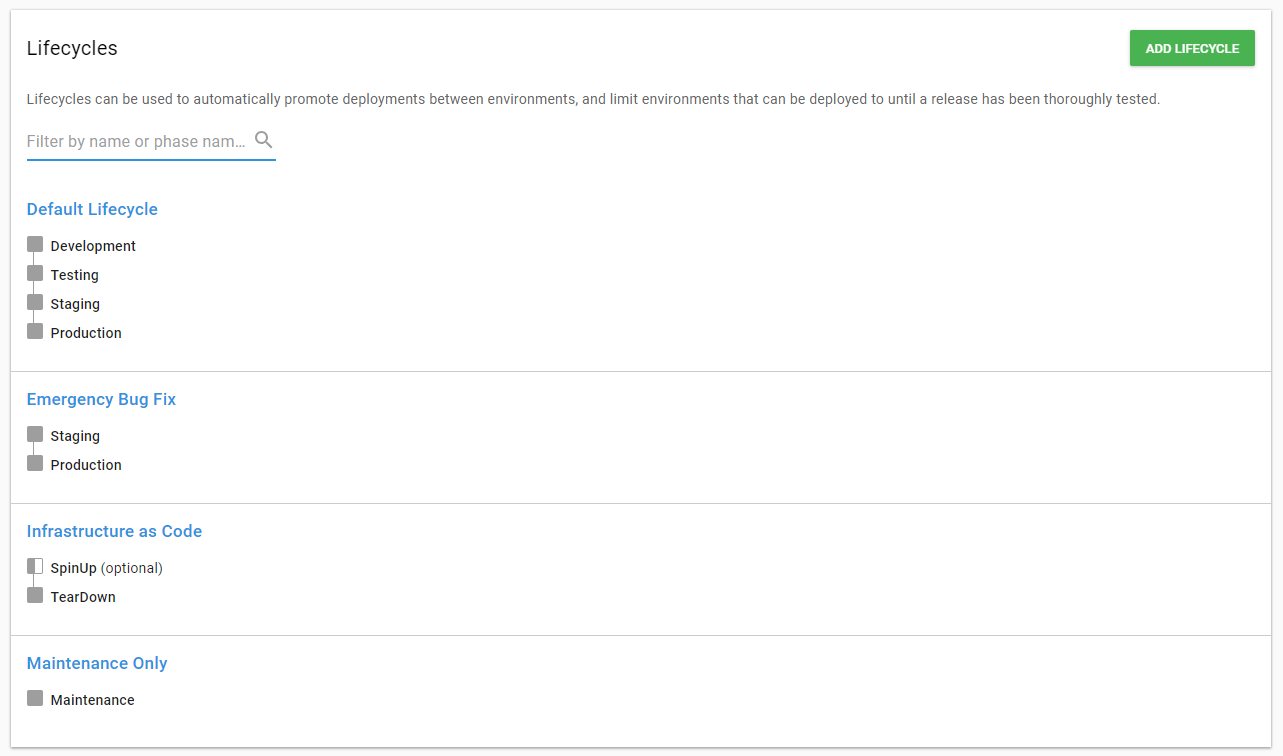 Lifecycles
ADD LIFECYCLE
Lifecycles can be used to automatically promote deployments between environments, and limit environments that can be deployed to until a release has been thoroughly tested.
Filter by name or phase nam...
Default Lifecycle
Development
Testing
Staging
Production
Emergency Bug Fix
Staging
Production
Infrastructure as Code
SpinUp (optional)
TearDown
Maintenance Only
Maintenance